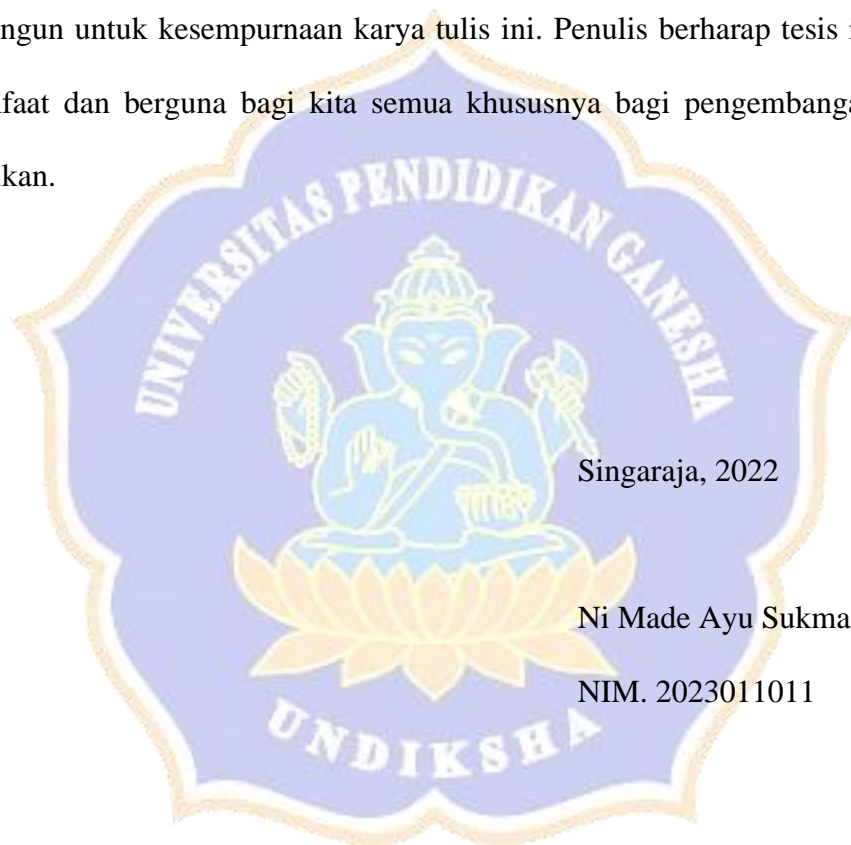 ngun untuk kesempurnaan karya tulis ini. Penulis berharap tesis
faat dan berguna bagi kita semua khususnya bagi pengembanga
ikan.
UNIVERSITAS PENDIDIKAN GANESHA
Singaraja, 2022
Ni Made Ayu Sukma
NIM. 2023011011
UNDIKSHA